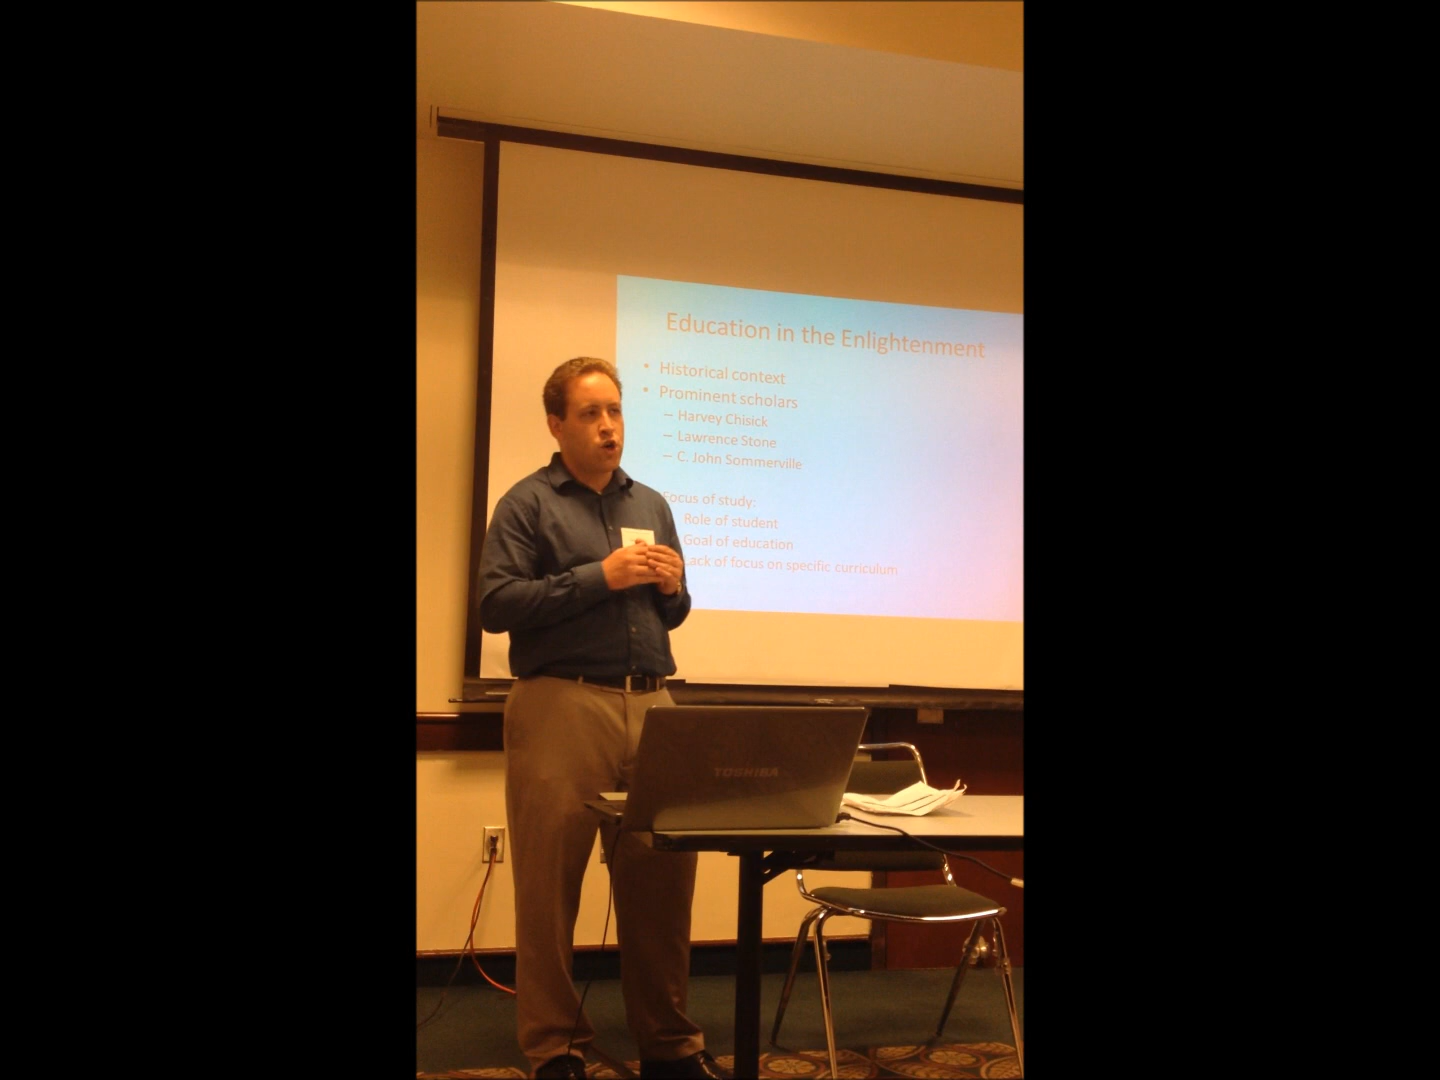 Education in the Enlightenment
• Historical context
• Prominent scholars
– Harvey Chisick
– Lawrence Stone
– C. John Sommerville
Focus of study:
Role of student
Goal of education
Lack of focus on specific curriculum
TOSHIBA